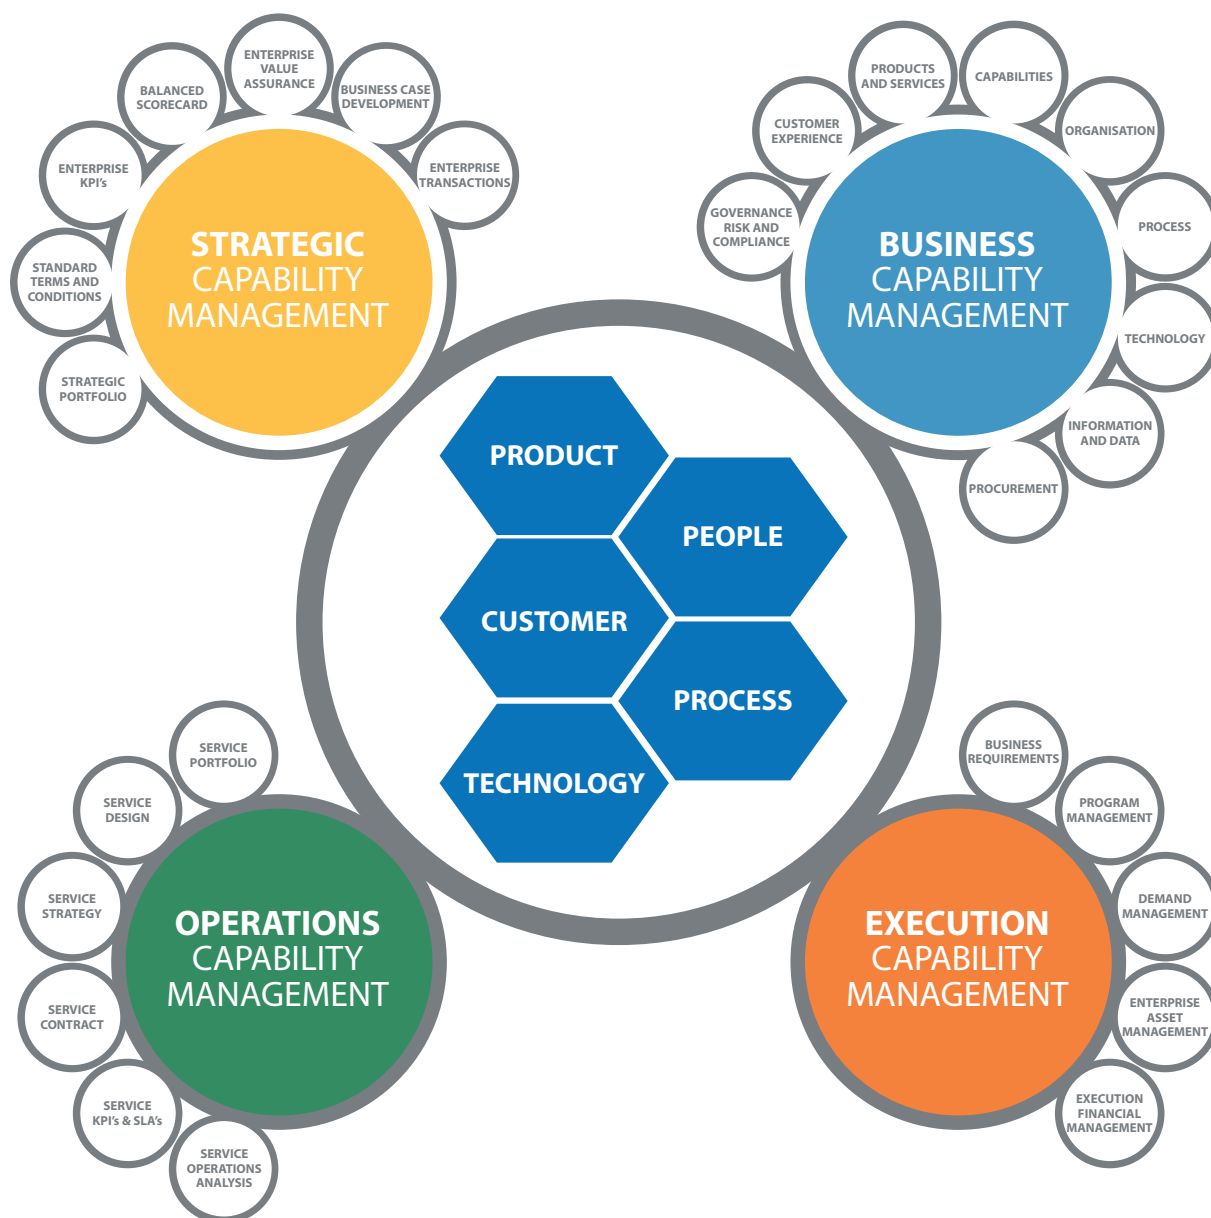 ENTERPRISE
VALUE
ASSURANCE
BALANCED
SCORECARD
BUSINESS CASE
DEVELOPMENT
ENTERPRISE
KPI's
ENTERPRISE
TRANSACTIONS
STANDARD
TERMS AND
CONDITIONS
STRATEGIC
PORTFOLIO
STRATEGIC
CAPABILITY
MANAGEMENT
PRODUCTS
AND SERVICES
CAPABILITIES
CUSTOMER
EXPERIENCE
ORGANISATION
GOVERNANCE
RISK AND
COMPLIANCE
PROCESS
TECHNOLOGY
INFORMATION
AND DATA
PROCUREMENT
BUSINESS
CAPABILITY
MANAGEMENT
PRODUCT
PEOPLE
CUSTOMER
PROCESS
TECHNOLOGY
SERVICE
PORTFOLIO
SERVICE
DESIGN
SERVICE
STRATEGY
SERVICE
CONTRACT
SERVICE
KPI's & SLA's
SERVICE
OPERATIONS
ANALYSIS
OPERATIONS
CAPABILITY
MANAGEMENT
BUSINESS
REQUIREMENTS
PROGRAM
MANAGEMENT
DEMAND
MANAGEMENT
ENTERPRISE
ASSET
MANAGEMENT
EXECUTION
FINANCIAL
MANAGEMENT
EXECUTION
CAPABILITY
MANAGEMENT